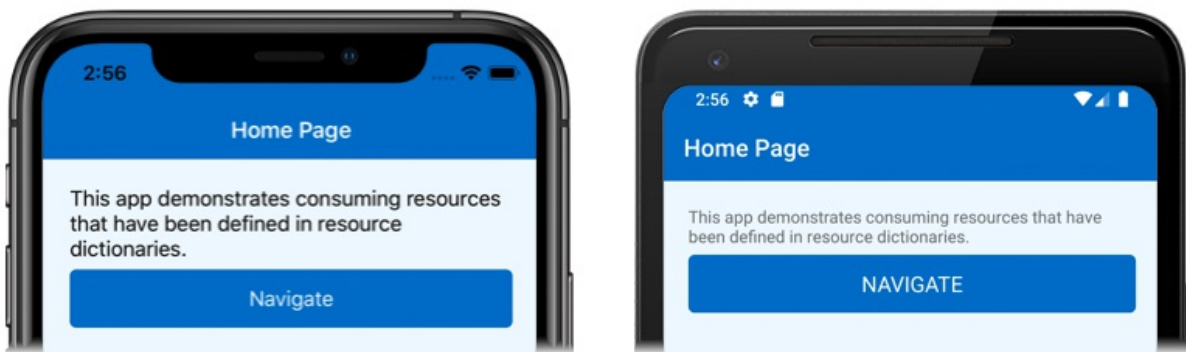 2:56
Home Page
This app demonstrates consuming resources
that have been defined in resource
dictionaries.
Navigate
2:56
Home Page
This app demonstrates consuming resources that have
been defined in resource dictionaries.
NAVIGATE